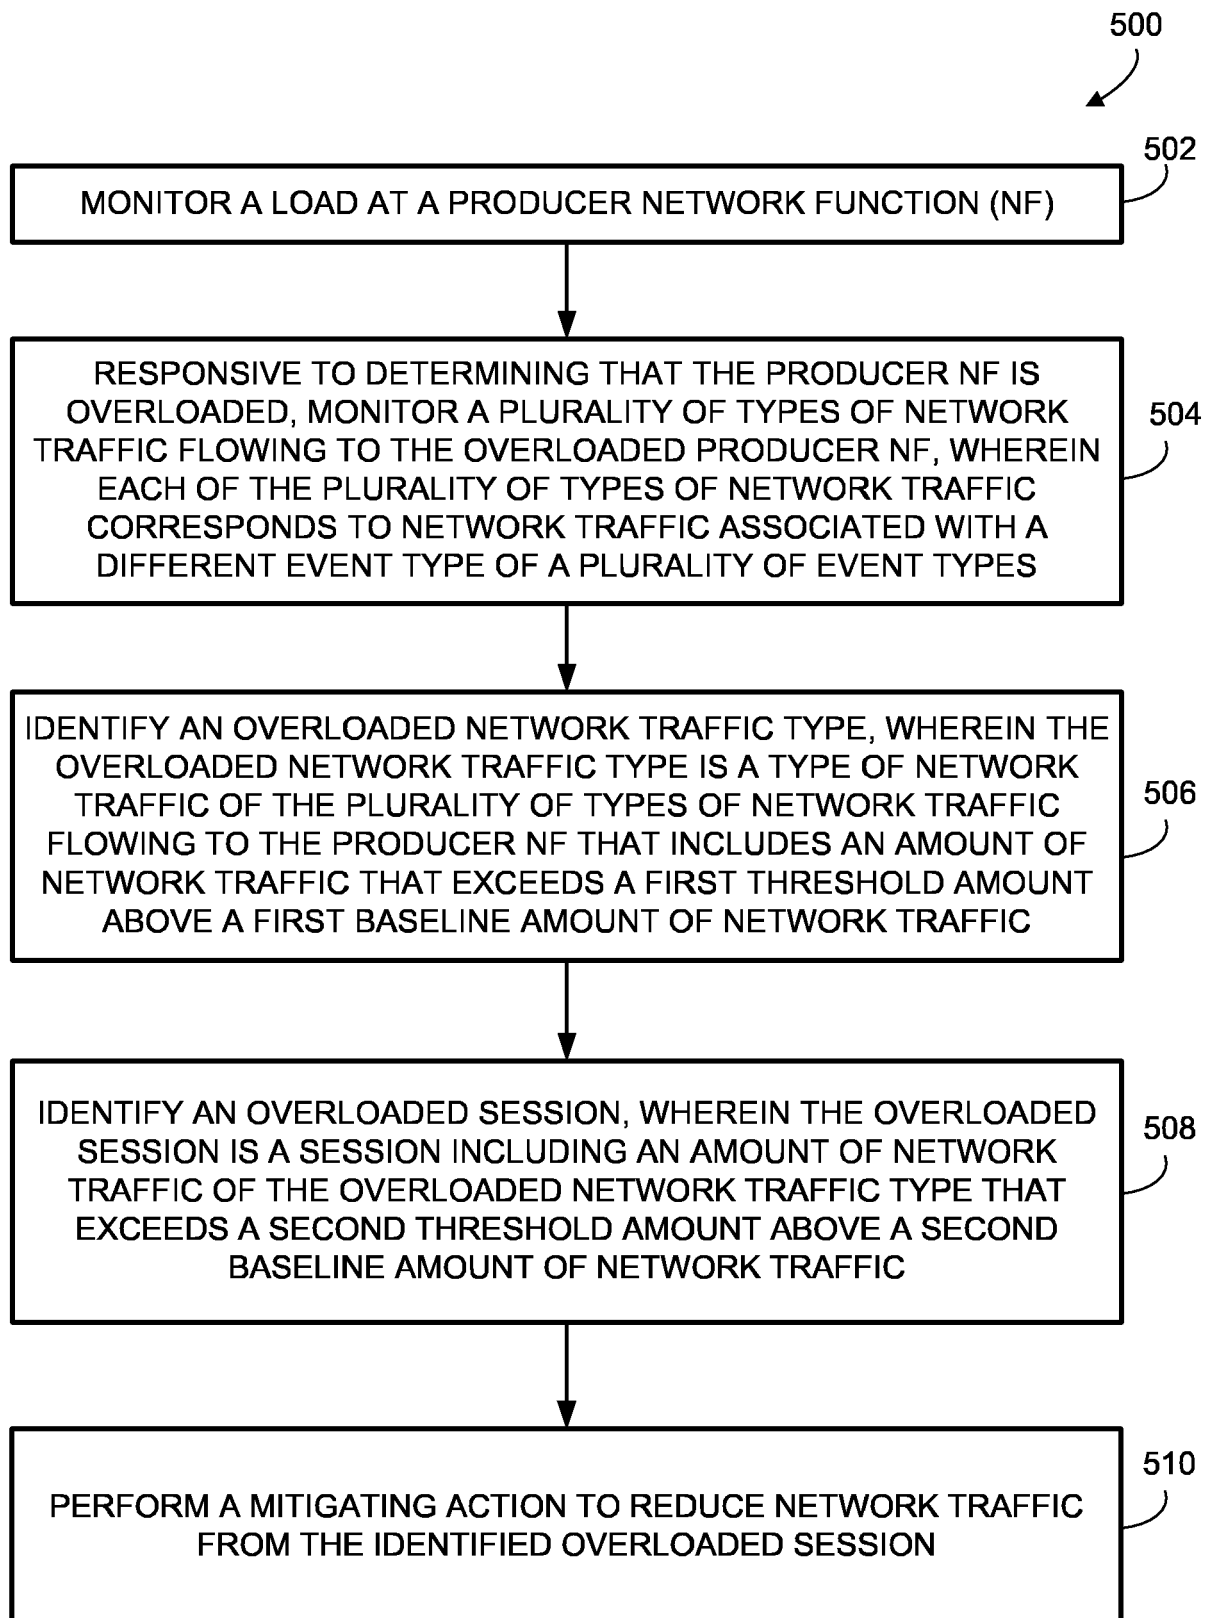 500
502
MONITOR A LOAD AT A PRODUCER NETWORK FUNCTION (NF)
RESPONSIVE TO DETERMINING THAT THE PRODUCER NF IS
OVERLOADED, MONITOR A PLURALITY OF TYPES OF NETWORK
TRAFFIC FLOWING TO THE OVERLOADED PRODUCER NF, WHEREIN
EACH OF THE PLURALITY OF TYPES OF NETWORK TRAFFIC
CORRESPONDS TO NETWORK TRAFFIC ASSOCIATED WITH A
DIFFERENT EVENT TYPE OF A PLURALITY OF EVENT TYPES
504
IDENTIFY AN OVERLOADED NETWORK TRAFFIC TYPE, WHEREIN THE
OVERLOADED NETWORK TRAFFIC TYPE IS A TYPE OF NETWORK
TRAFFIC OF THE PLURALITY OF TYPES OF NETWORK TRAFFIC
FLOWING TO THE PRODUCER NF THAT INCLUDES AN AMOUNT OF
NETWORK TRAFFIC THAT EXCEEDS A FIRST THRESHOLD AMOUNT
ABOVE A FIRST BASELINE AMOUNT OF NETWORK TRAFFIC
506
IDENTIFY AN OVERLOADED SESSION, WHEREIN THE OVERLOADED
SESSION IS A SESSION INCLUDING AN AMOUNT OF NETWORK
TRAFFIC OF THE OVERLOADED NETWORK TRAFFIC TYPE THAT
EXCEEDS A SECOND THRESHOLD AMOUNT ABOVE A SECOND
BASELINE AMOUNT OF NETWORK TRAFFIC
508
PERFORM A MITIGATING ACTION TO REDUCE NETWORK TRAFFIC
FROM THE IDENTIFIED OVERLOADED SESSION
510